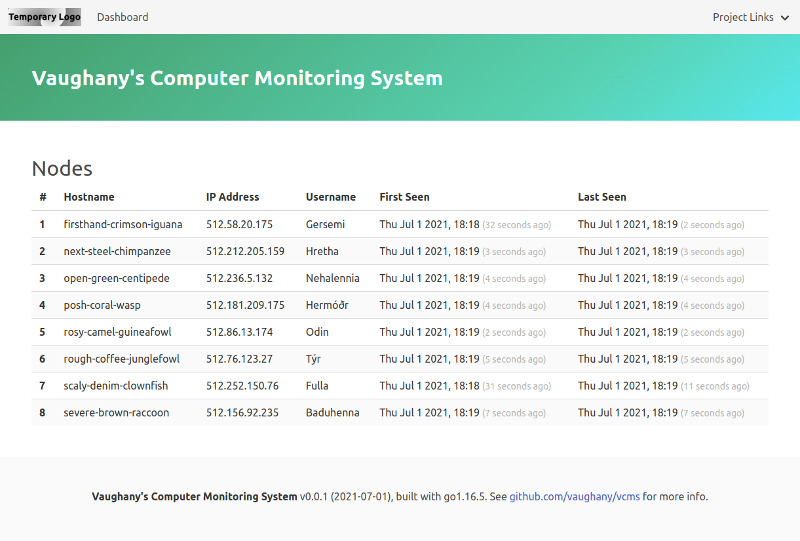 Temporary Logo Dashboard Project Links
Vaughany's Computer Monitoring System
Nodes
# Hostname IP Address Username First Seen Last Seen
1 firsthand-crimson-iguana 512.58.20.175 Gersemi Thu Jul 1 2021, 18:18 (32 seconds ago) Thu Jul 1 2021, 18:19 (2 seconds ago)
2 next-steel-chimpanzee 512.212.205.159 Hretha Thu Jul 1 2021, 18:19 (3 seconds ago) Thu Jul 1 2021, 18:19 (3 seconds ago)
3 open-green-centipede 512.236.5.132 Nehalennia Thu Jul 1 2021, 18:19 (4 seconds ago) Thu Jul 1 2021, 18:19 (4 seconds ago)
4 posh-coral-wasp 512.181.209.175 Hermóðr Thu Jul 1 2021, 18:19 (4 seconds ago) Thu Jul 1 2021, 18:19 (4 seconds ago)
5 rosy-camel-guineafowl 512.86.13.174 Odin Thu Jul 1 2021, 18:19 (2 seconds ago) Thu Jul 1 2021, 18:19 (2 seconds ago)
6 rough-coffee-junglefowl 512.76.123.27 Týr Thu Jul 1 2021, 18:19 (5 seconds ago) Thu Jul 1 2021, 18:19 (5 seconds ago)
7 scaly-denim-clownfish 512.252.150.76 Fulla Thu Jul 1 2021, 18:18 (31 seconds ago) Thu Jul 1 2021, 18:19 (11 seconds ago)
8 severe-brown-raccoon 512.156.92.235 Baduhenna Thu Jul 1 2021, 18:19 (7 seconds ago) Thu Jul 1 2021, 18:19 (7 seconds ago)
Vaughany's Computer Monitoring System v0.0.1 (2021-07-01), built with go1.16.5. See github.com/vaughany/vcms for more info.